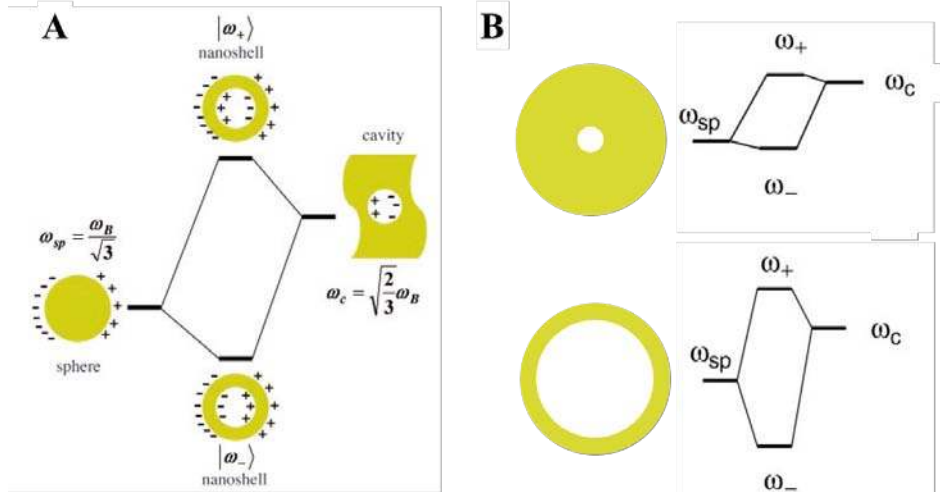 A
|ω+⟩
nanoshell
cavity
ωsp = ωB/√3
ωc = √(2/3) ωB
sphere
|ω−⟩
nanoshell
B
ω+
ωc
ωsp
ω−
ω+
ωc
ωsp
ω−